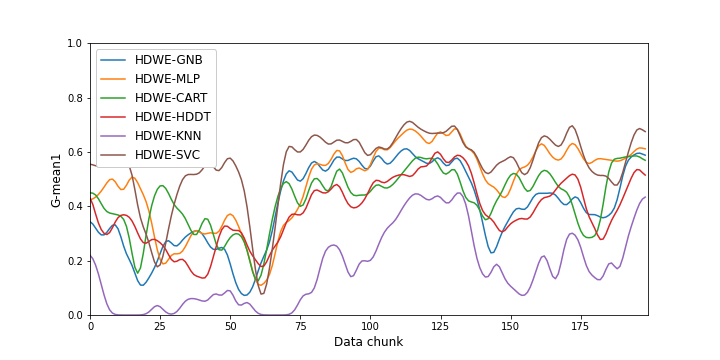 1.0
0.8
0.6
0.4
0.2
0.0
G-mean1
HDWE-GNB
HDWE-MLP
HDWE-CART
HDWE-HDDT
HDWE-KNN
HDWE-SVC
0 25 50 75 100 125 150 175
Data chunk